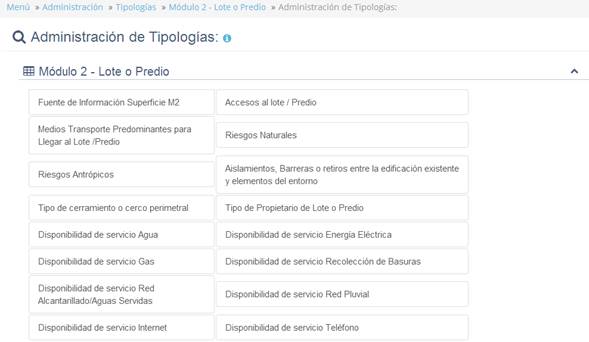 Menú » Administración » Tipologías » Módulo 2 - Lote o Predio » Administración de Tipologías:
Administración de Tipologías:
Módulo 2 - Lote o Predio
Fuente de Información Superficie M2
Accesos al lote / Predio
Medios Transporte Predominantes para
Llegar al Lote /Predio
Riesgos Naturales
Riesgos Antrópicos
Aislamientos, Barreras o retiros entre la edificación existente
y elementos del entorno
Tipo de cerramiento o cerco perimetral
Tipo de Propietario de Lote o Predio
Disponibilidad de servicio Agua
Disponibilidad de servicio Energía Eléctrica
Disponibilidad de servicio Gas
Disponibilidad de servicio Recolección de Basuras
Disponibilidad de servicio Red
Alcantarillado/Aguas Servidas
Disponibilidad de servicio Red Pluvial
Disponibilidad de servicio Internet
Disponibilidad de servicio Teléfono